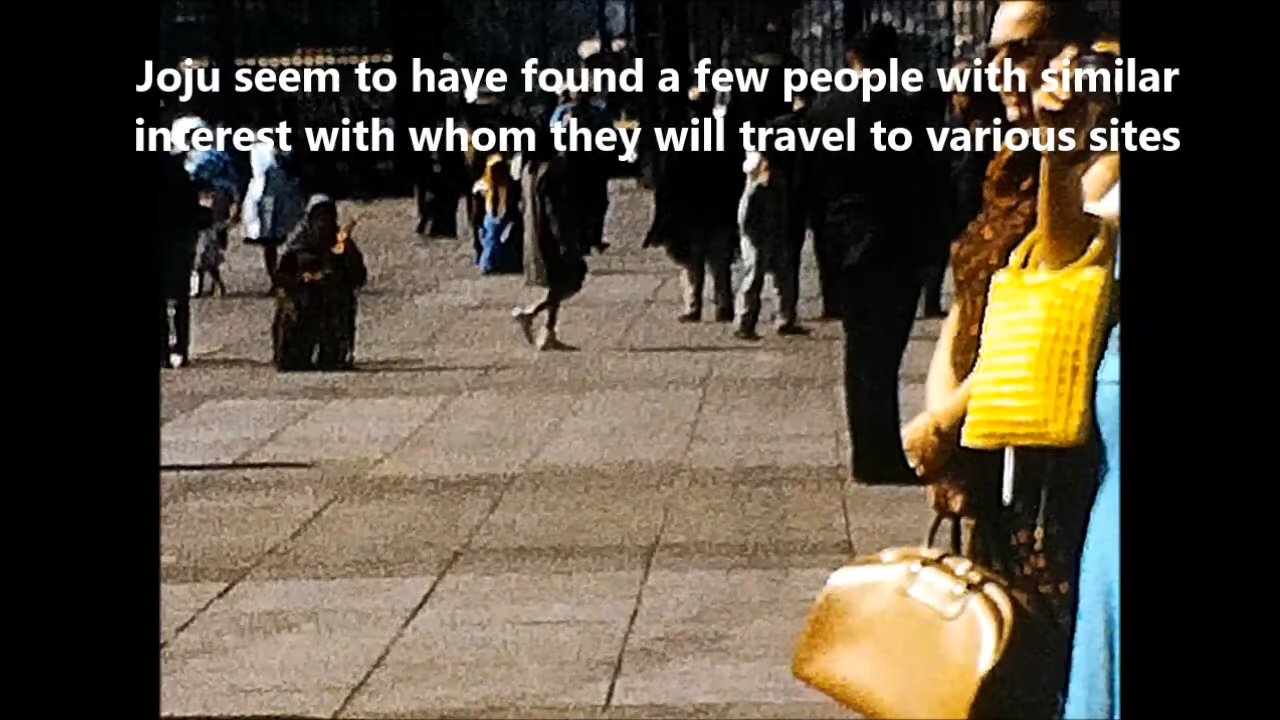 Joju seem to have found a few people with similar
interest with whom they will travel to various sites